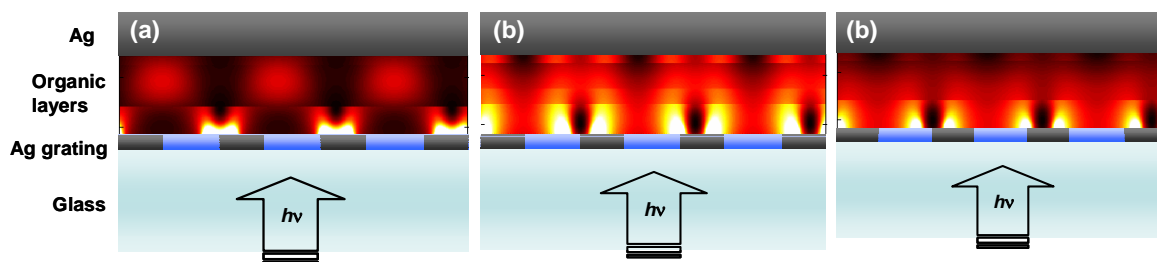 Ag
Organic
layers
Ag grating
Glass
(a)
hν
(b)
hν
(b)
hν